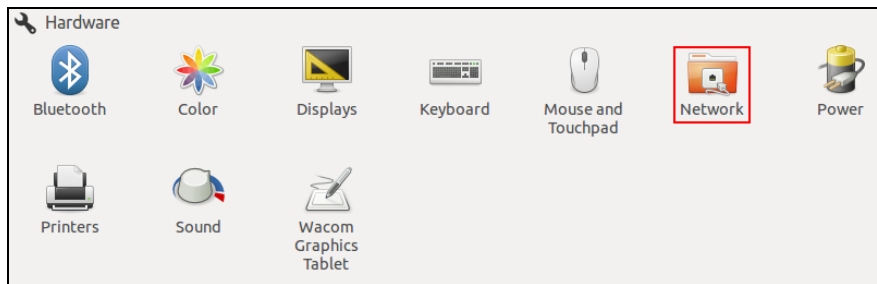 Hardware
Bluetooth
Color
Displays
Keyboard
Mouse and
Touchpad
Network
Power
Printers
Sound
Wacom
Graphics
Tablet